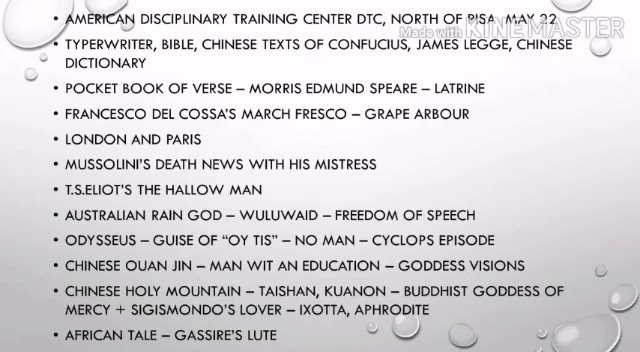 • AMERICAN DISCIPLINARY TRAINING CENTER DTC, NORTH OF PISA MAY 22
Made with KINEMASTER
• TYPERWRITER, BIBLE, CHINESE TEXTS OF CONFUCIUS, JAMES LEGGE, CHINESE
DICTIONARY
• POCKET BOOK OF VERSE – MORRIS EDMUND SPEARE – LATRINE
• FRANCESCO DEL COSSA'S MARCH FRESCO – GRAPE ARBOUR
• LONDON AND PARIS
• MUSSOLINI'S DEATH NEWS WITH HIS MISTRESS
• T.S.ELIOT'S THE HALLOW MAN
• AUSTRALIAN RAIN GOD – WULUWAID – FREEDOM OF SPEECH
• ODYSSEUS – GUISE OF "OY TIS" – NO MAN – CYCLOPS EPISODE
• CHINESE OUAN JIN – MAN WIT AN EDUCATION – GODDESS VISIONS
• CHINESE HOLY MOUNTAIN – TAISHAN, KUANON – BUDDHIST GODDESS OF
MERCY + SIGISMONDO'S LOVER – IXOTTA, APHRODITE
• AFRICAN TALE – GASSIRE'S LUTE